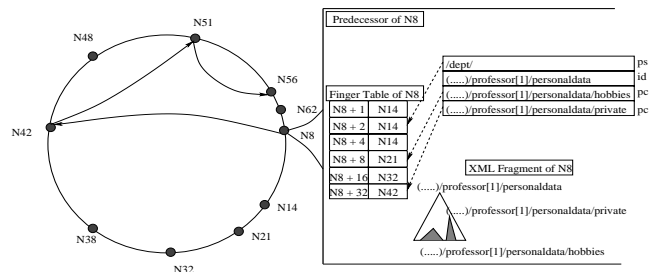 N51
N48
N56
N62
N42
N8
N14
N21
N38
N32
Predecessor of N8
/dept/ ps
(.....)/professor[1]/personaldata id
(.....)/professor[1]/personaldata/hobbies pc
(.....)/professor[1]/personaldata/private pc
Finger Table of N8
N8 + 1 N14
N8 + 2 N14
N8 + 4 N14
N8 + 8 N21
N8 + 16 N32
N8 + 32 N42
XML Fragment of N8
(.....)/professor[1]/personaldata
(.....)/professor[1]/personaldata/private
(.....)/professor[1]/personaldata/hobbies